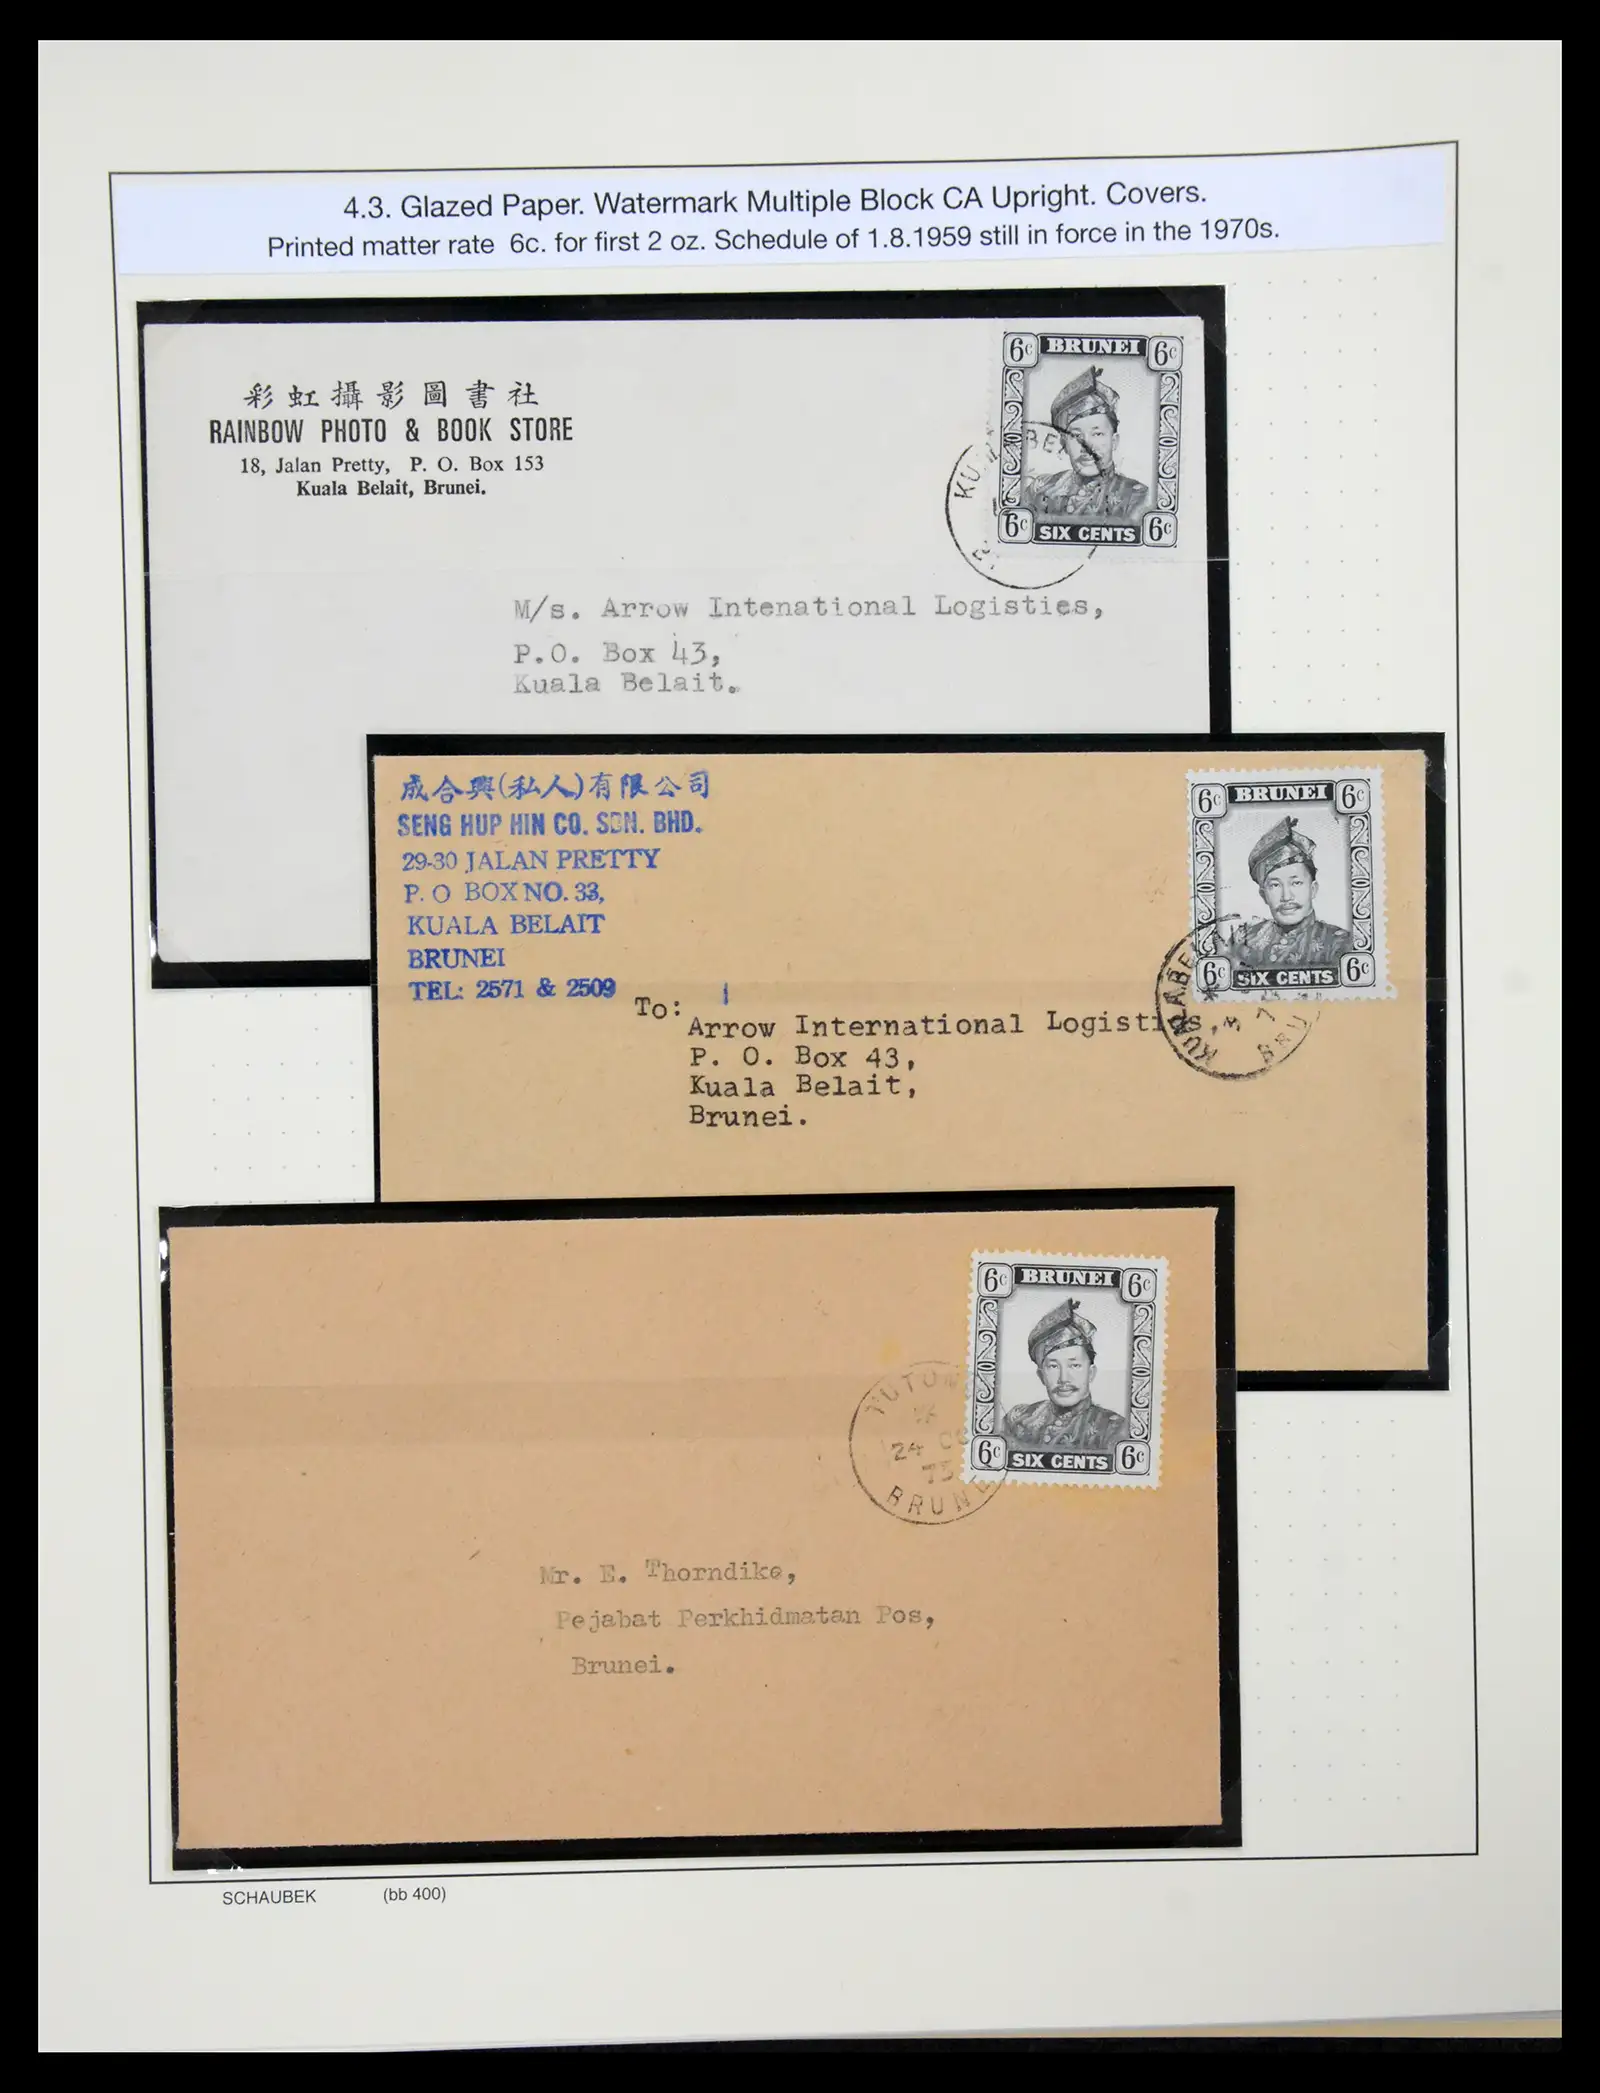 4.3. Glazed Paper. Watermark Multiple Block CA Upright. Covers.
Printed matter rate 6c. for first 2 oz. Schedule of 1.8.1959 still in force in the 1970s.
彩虹攝影圖書社
RAINBOW PHOTO & BOOK STORE
18, Jalan Pretty, P. O. Box 153
Kuala Belait, Brunei.
6c BRUNEI 6c
6c SIX CENTS 6c
M/s. Arrow Intenational Logisties,
P.O. Box 43,
Kuala Belait.
成合興(私人)有限公司
SENG HUP HIN CO. SDN. BHD.
29-30 JALAN PRETTY
P. O BOX NO. 33,
KUALA BELAIT
BRUNEI
TEL: 2571 & 2509
6c BRUNEI 6c
6c SIX CENTS 6c
To:
Arrow International Logistics,
P. O. Box 43,
Kuala Belait,
Brunei.
6c BRUNEI 6c
6c SIX CENTS 6c
TUTON
24 OC
73
BRUNE
Mr. E. Thorndike,
Pejabat Perkhidmatan Pos,
Brunei.
SCHAUBEK (bb 400)